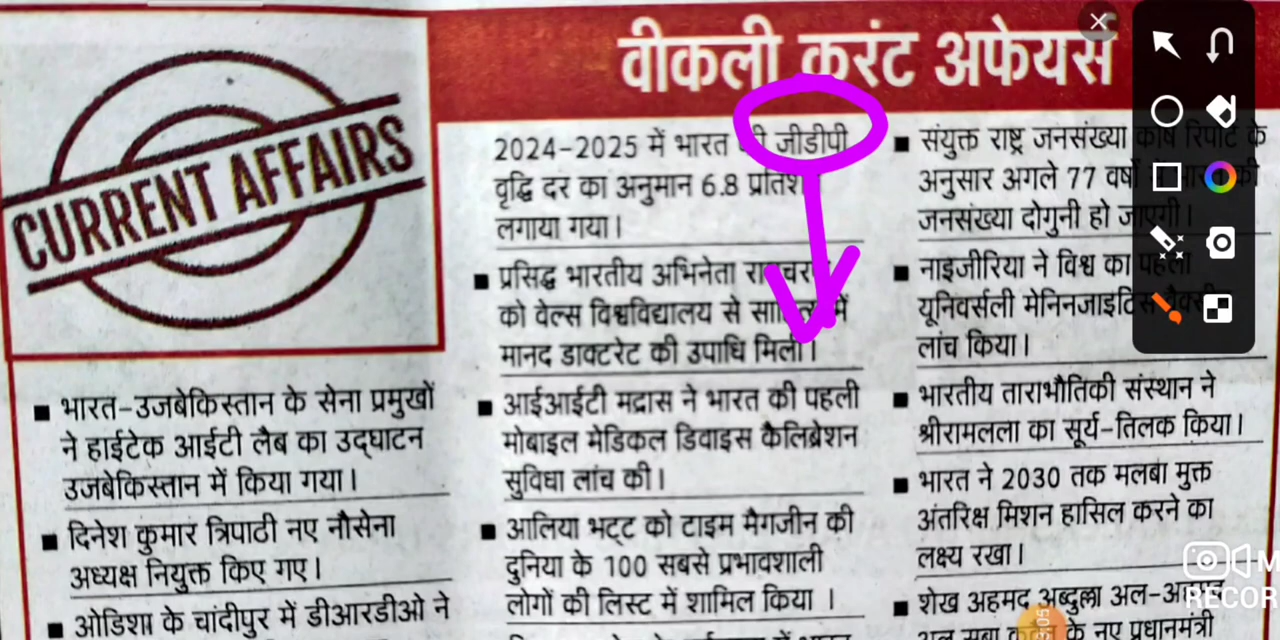 वीकली करंट अफेयर्स
CURRENT AFFAIRS
भारत-उजबेकिस्तान के सेना प्रमुखों
ने हाईटेक आईटी लैब का उद्घाटन
उजबेकिस्तान में किया गया।
दिनेश कुमार त्रिपाठी नए नौसेना
अध्यक्ष नियुक्त किए गए।
ओडिशा के चांदीपुर में डीआरडीओ ने
2024-2025 में भारत की जीडीपी
वृद्धि दर का अनुमान 6.8
लगाया गया।
प्रसिद्ध भारतीय अभिनेता
को वेल्स विश्वविद्यालय से में
मानद डाक्टरेट की उपाधि मिली।
आईआईटी मद्रास ने भारत की पहली
मोबाइल मेडिकल डिवाइस कैलिब्रेशन
सुविधा लांच की।
आलिया भट्ट को टाइम मैगजीन की
दुनिया के 100 सबसे प्रभावशाली
लोगों की लिस्ट में शामिल किया ।
संयुक्त राष्ट्र जनसंख्या कोष रिपोर्ट के
अनुसार अगले 77 वर्षों में भारत की
जनसंख्या दोगुनी हो जाएगी।
नाइजीरिया ने विश्व का पहला
यूनिवर्सली मेनिनजाइटिस वैक्सीन
लांच किया।
भारतीय ताराभौतिकी संस्थान ने
श्रीरामलला का सूर्य-तिलक किया।
भारत ने 2030 तक मलबा मुक्त
अंतरिक्ष मिशन हासिल करने का
लक्ष्य रखा।
शेख अहमद अब्दुल्ला
के नए प्रधानमंत्री
RECOR